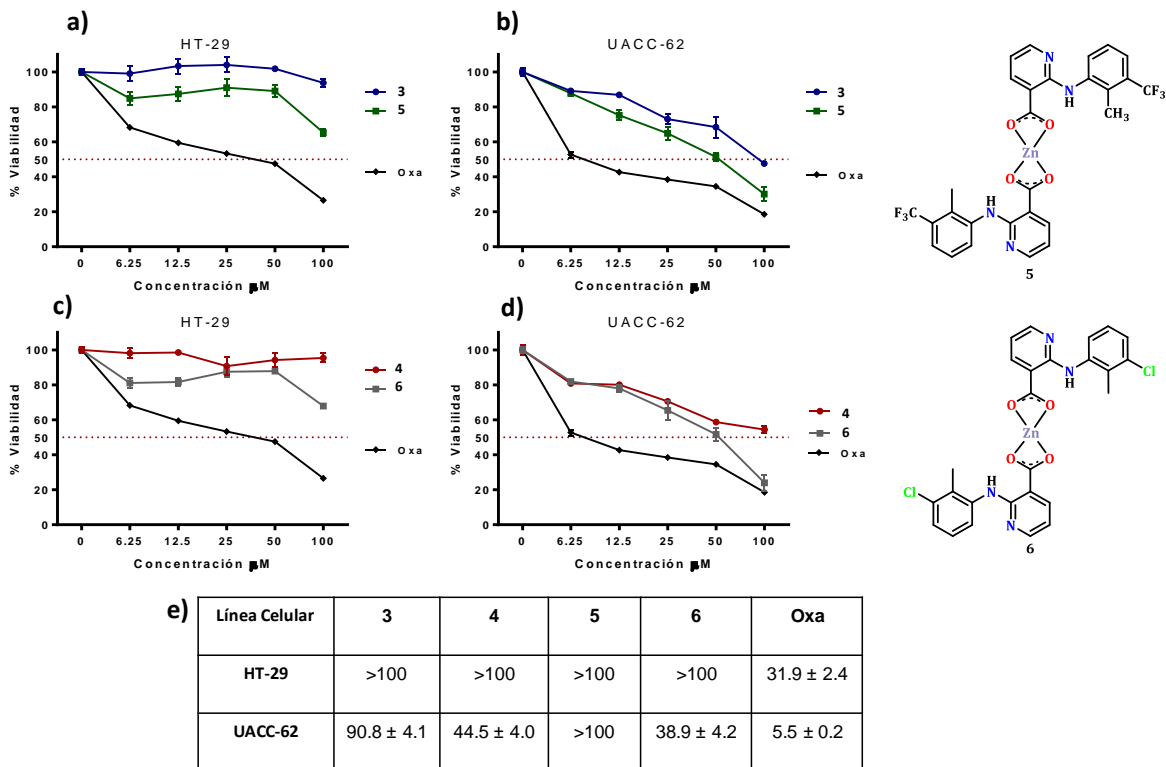 a)
HT-29
% Viabilidad
100
80
60
50
40
20
0
0 6.25 12.5 25 50 100
Concentración µM
3
5
Oxa
b)
UACC-62
% Viabilidad
100
80
60
50
40
20
0
0 6.25 12.5 25 50 100
Concentración µM
3
5
Oxa
N
N
H
CF3
CH3
O O
Zn
O O
F3C
H
N
N
5
c)
HT-29
% Viabilidad
100
80
60
50
40
20
0
0 6.25 12.5 25 50 100
Concentración µM
4
6
Oxa
d)
UACC-62
% Viabilidad
100
80
60
50
40
20
0
0 6.25 12.5 25 50 100
Concentración µM
4
6
Oxa
N
N
H
Cl
O O
Zn
O O
Cl
H
N
N
6
e)
Línea Celular 3 4 5 6 Oxa
HT-29 >100 >100 >100 >100 31.9 ± 2.4
UACC-62 90.8 ± 4.1 44.5 ± 4.0 >100 38.9 ± 4.2 5.5 ± 0.2